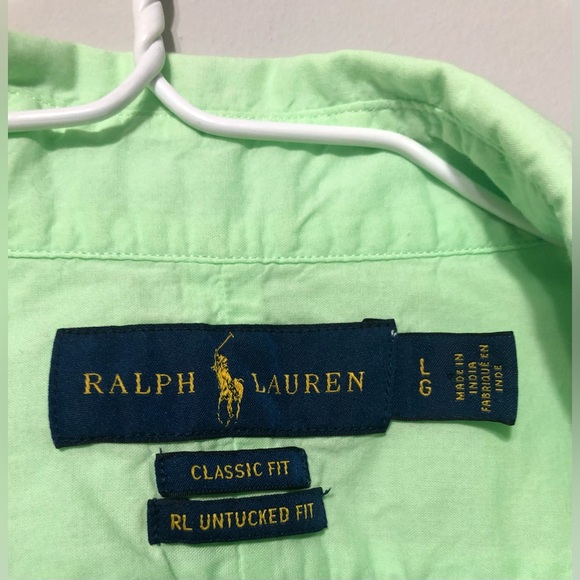 RALPH LAUREN
LG
MADE IN
INDIA
FABRIQUÉ EN
INDE
CLASSIC FIT
RL UNTUCKED FIT